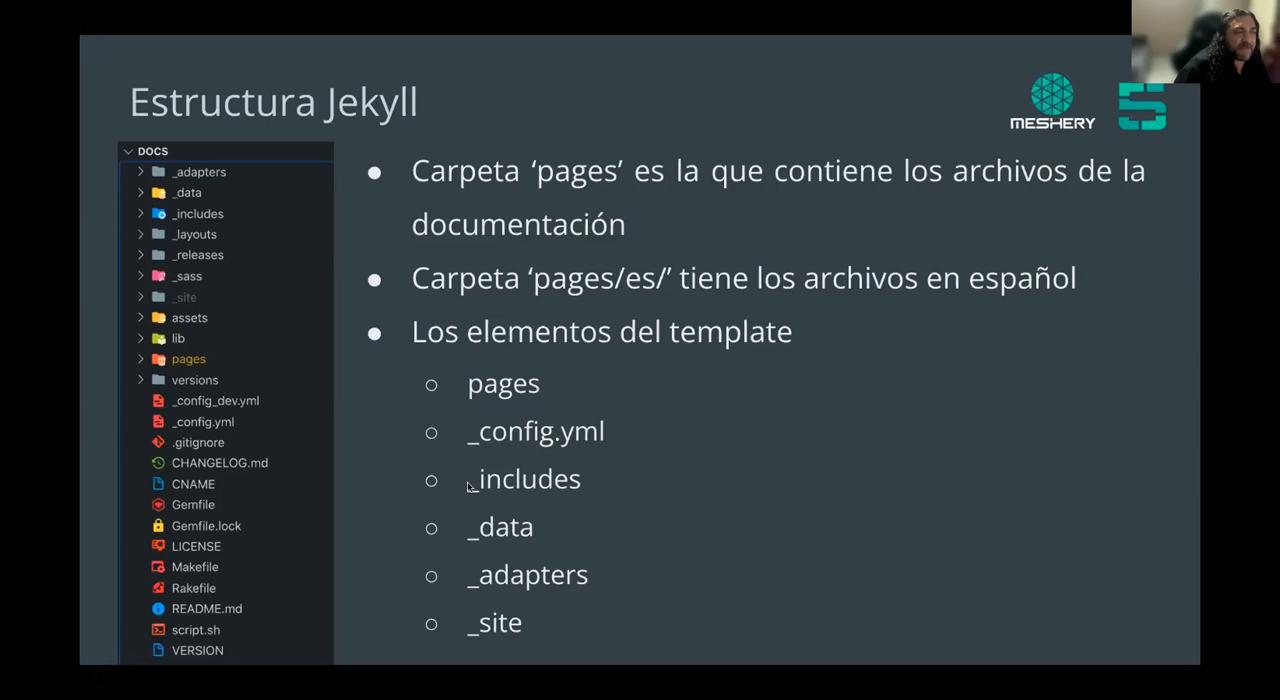 Estructura Jekyll
MESHERY
DOCS
_adapters
_data
_includes
_layouts
_releases
_sass
_site
assets
lib
pages
versions
_config_dev.yml
_config.yml
.gitignore
CHANGELOG.md
CNAME
Gemfile
Gemfile.lock
LICENSE
Makefile
Rakefile
README.md
script.sh
VERSION
● Carpeta ‘pages’ es la que contiene los archivos de la
documentación
● Carpeta ‘pages/es/’ tiene los archivos en español
● Los elementos del template
○ pages
○ _config.yml
○ _includes
○ _data
○ _adapters
○ _site